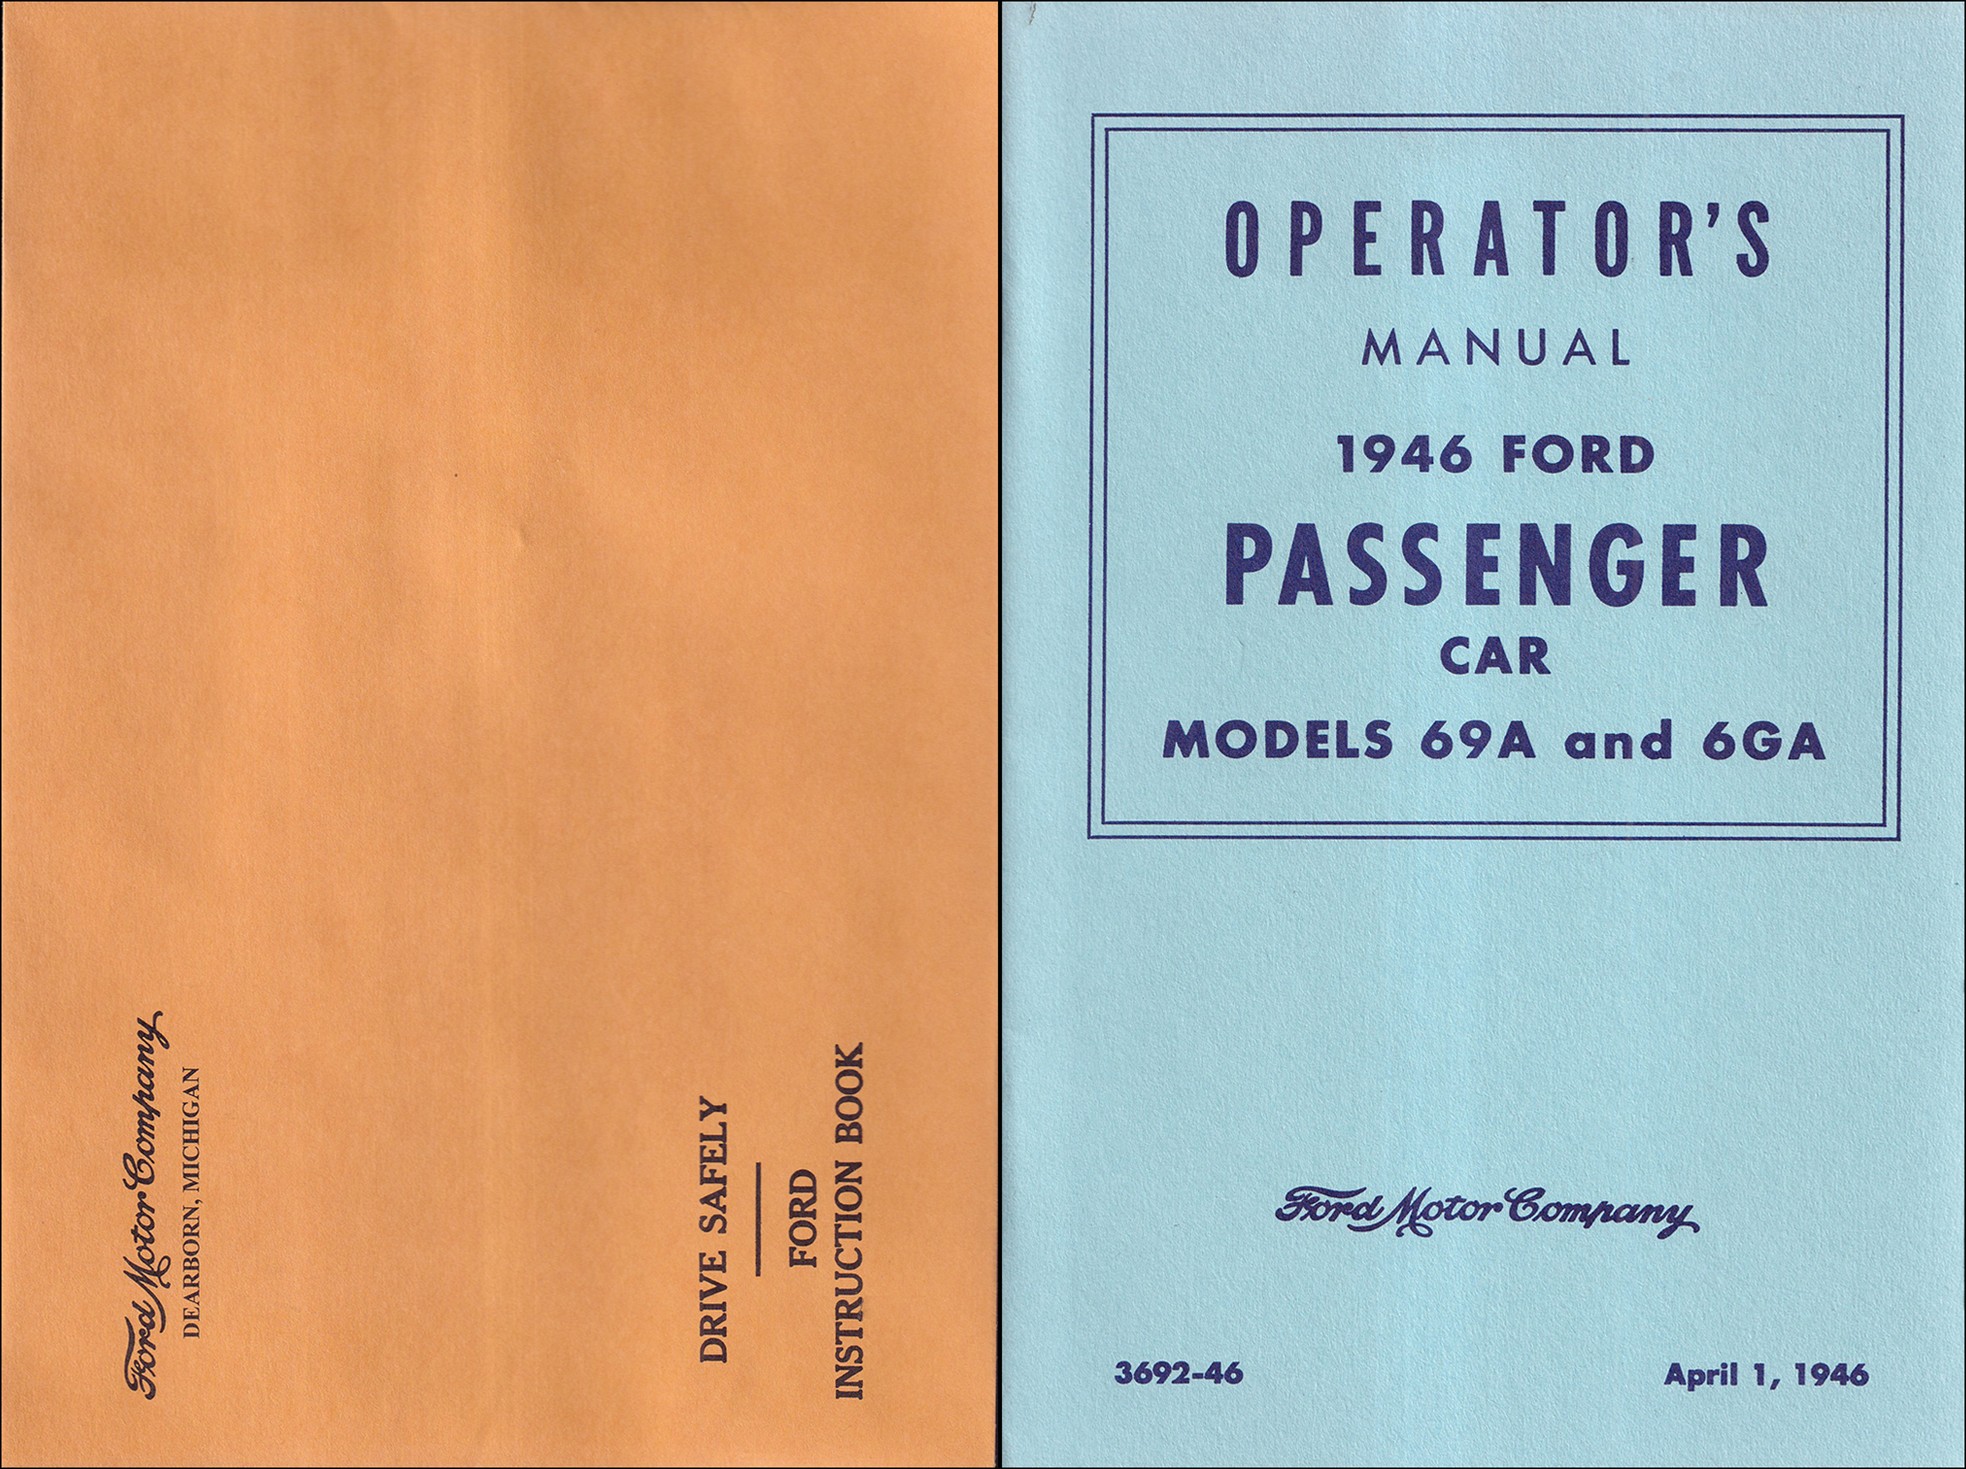 Ford Motor Company
DEARBORN, MICHIGAN
DRIVE SAFELY
FORD
INSTRUCTION BOOK
OPERATOR'S
MANUAL
1946 FORD
PASSENGER
CAR
MODELS 69A and 6GA
Ford Motor Company
3692-46
April 1, 1946